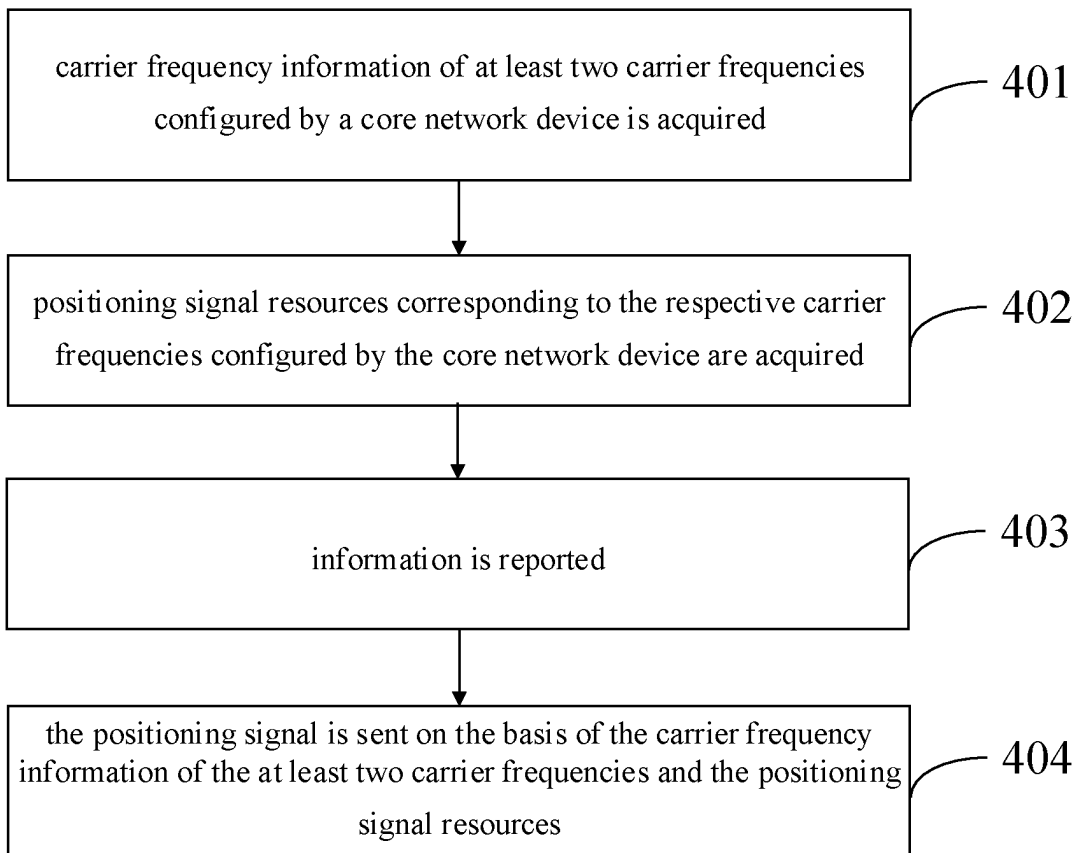 carrier frequency information of at least two carrier frequencies
configured by a core network device is acquired
401
positioning signal resources corresponding to the respective carrier
frequencies configured by the core network device are acquired
402
information is reported
403
the positioning signal is sent on the basis of the carrier frequency
information of the at least two carrier frequencies and the positioning
signal resources
404